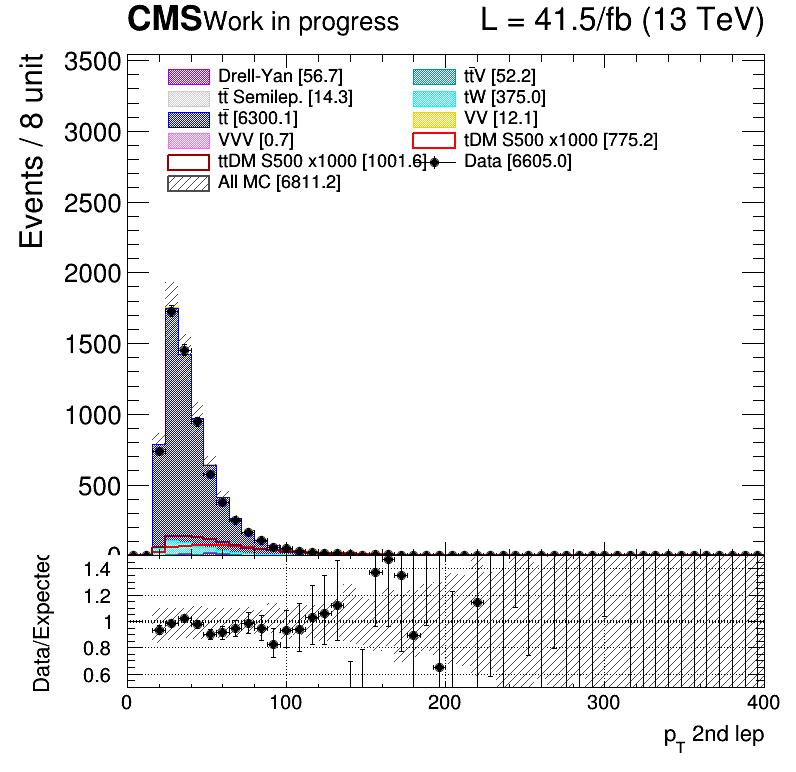 CMS Work in progress L = 41.5/fb (13 TeV)
Events / 8 unit
3500
3000
2500
2000
1500
1000
500
0
Drell-Yan [56.7]
tt̄V [52.2]
tt̄ Semilep. [14.3]
tW [375.0]
tt̄ [6300.1]
VV [12.1]
VVV [0.7]
tDM S500 x1000 [775.2]
ttDM S500 x1000 [1001.6]
Data [6605.0]
All MC [6811.2]
Data/Expected
1.4
1.2
1
0.8
0.6
0 100 200 300 400
p_T 2nd lep